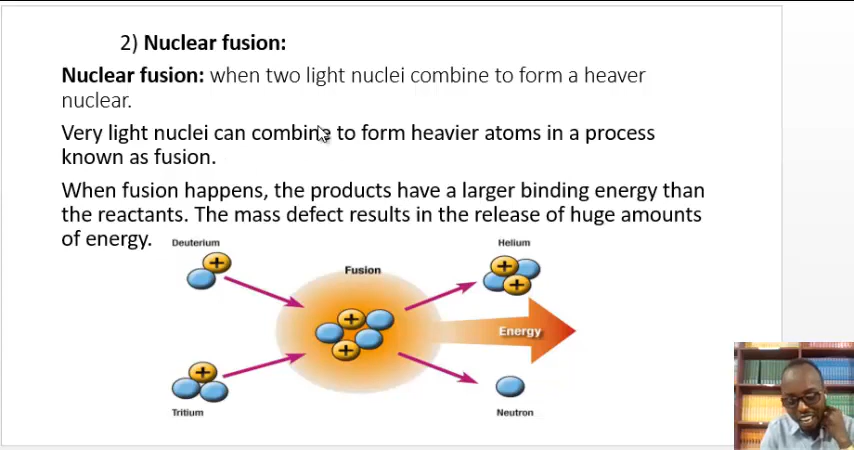 2) Nuclear fusion:
Nuclear fusion: when two light nuclei combine to form a heaver
nuclear.
Very light nuclei can combine to form heavier atoms in a process
known as fusion.
When fusion happens, the products have a larger binding energy than
the reactants. The mass defect results in the release of huge amounts
of energy.
Deuterium
Helium
Fusion
+
+
+
+
+
Energy
+
Tritium
Neutron